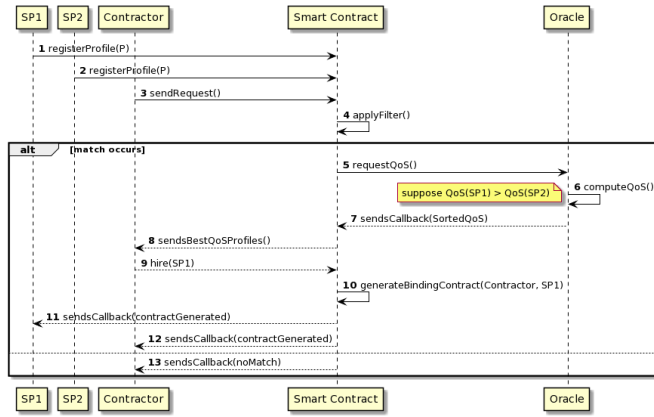 SP1 SP2 Contractor Smart Contract Oracle
1 registerProfile(P)
2 registerProfile(P)
3 sendRequest()
4 applyFilter()
alt [match occurs]
5 requestQoS()
suppose QoS(SP1) > QoS(SP2) 6 computeQoS()
7 sendsCallback(SortedQoS)
8 sendsBestQoSProfiles()
9 hire(SP1)
10 generateBindingContract(Contractor, SP1)
11 sendsCallback(contractGenerated)
12 sendsCallback(contractGenerated)
13 sendsCallback(noMatch)
SP1 SP2 Contractor Smart Contract Oracle